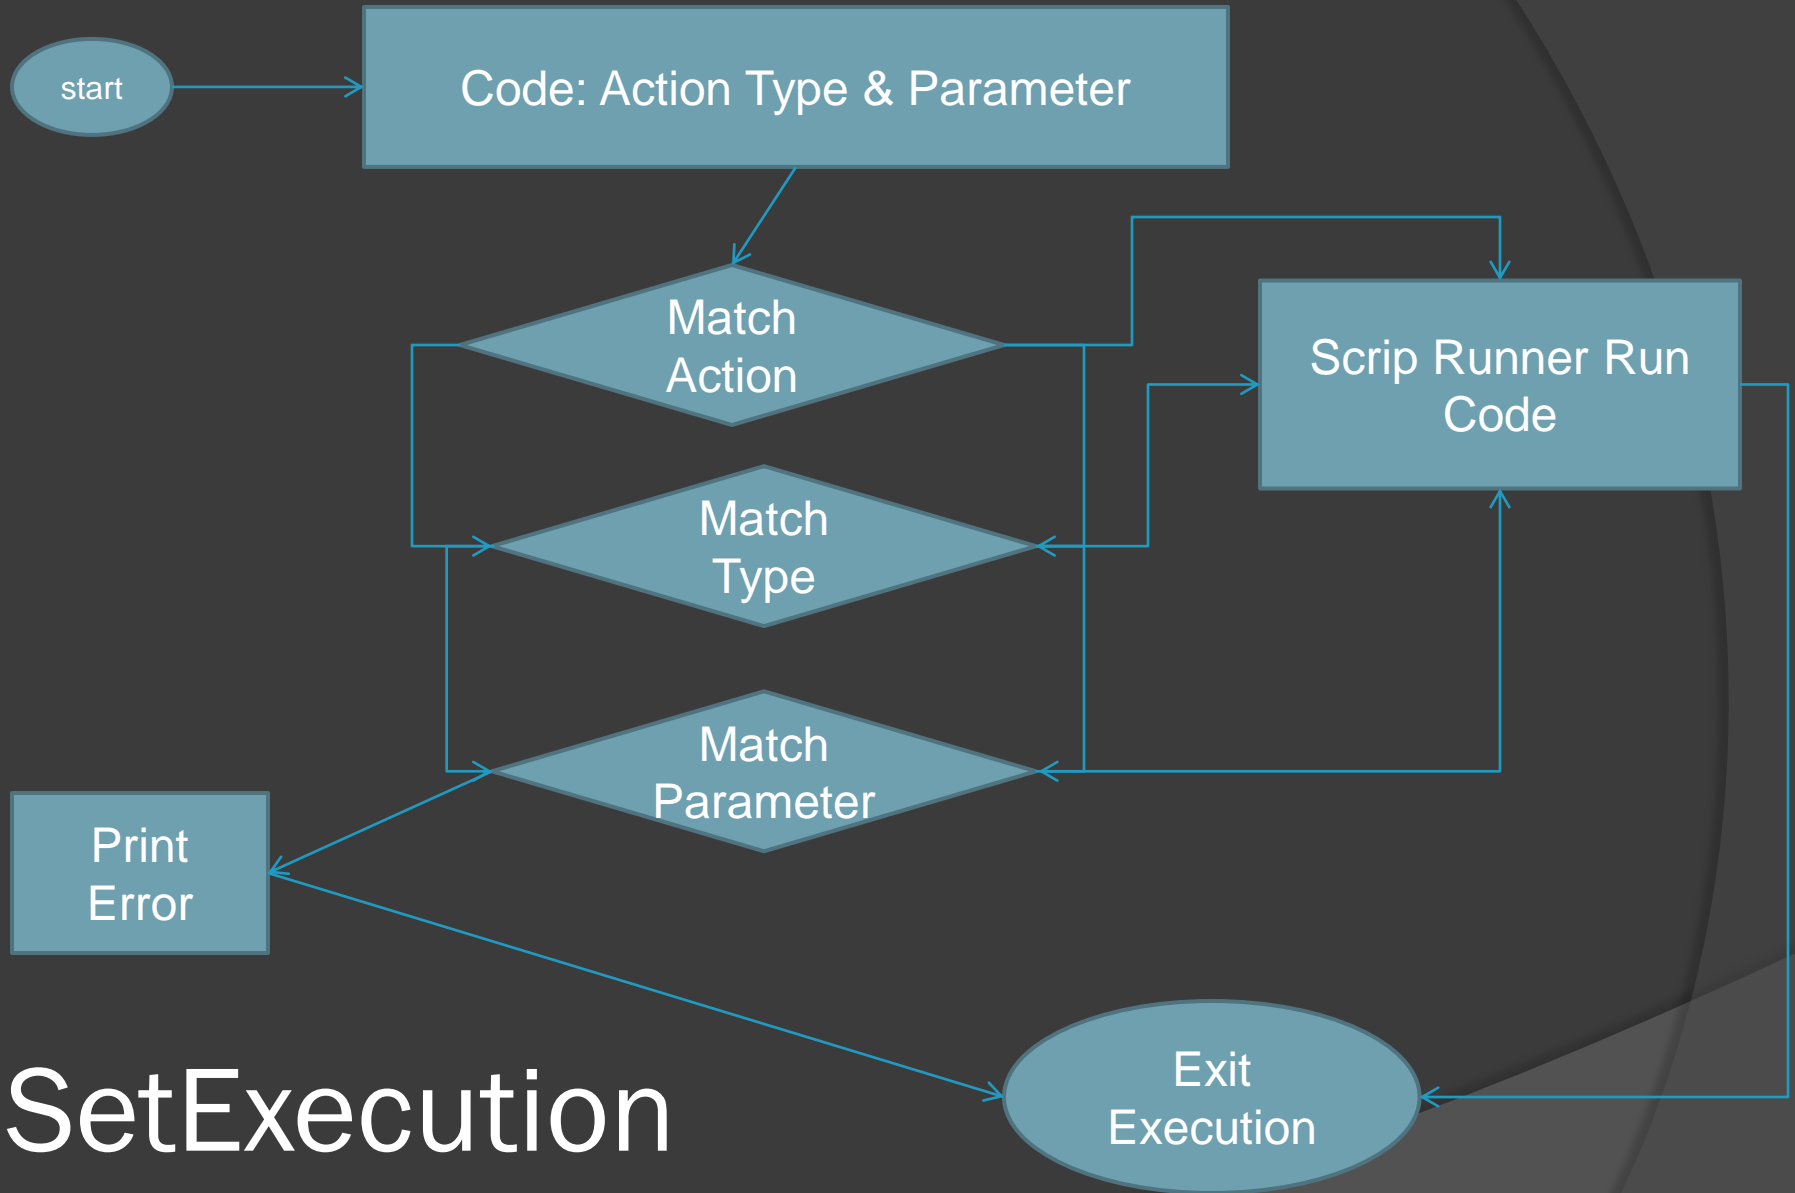 start
Code: Action Type & Parameter
Match
Action
Scrip Runner Run
Code
Match
Type
Match
Parameter
Print
Error
Exit
Execution
SetExecution